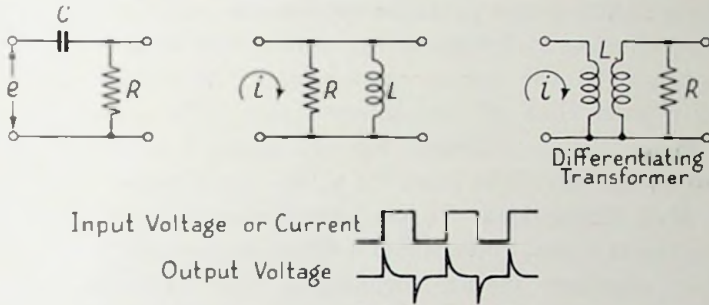 C
e
R
i
R
L
L
i
R
Differentiating
Transformer
Input Voltage or Current
Output Voltage